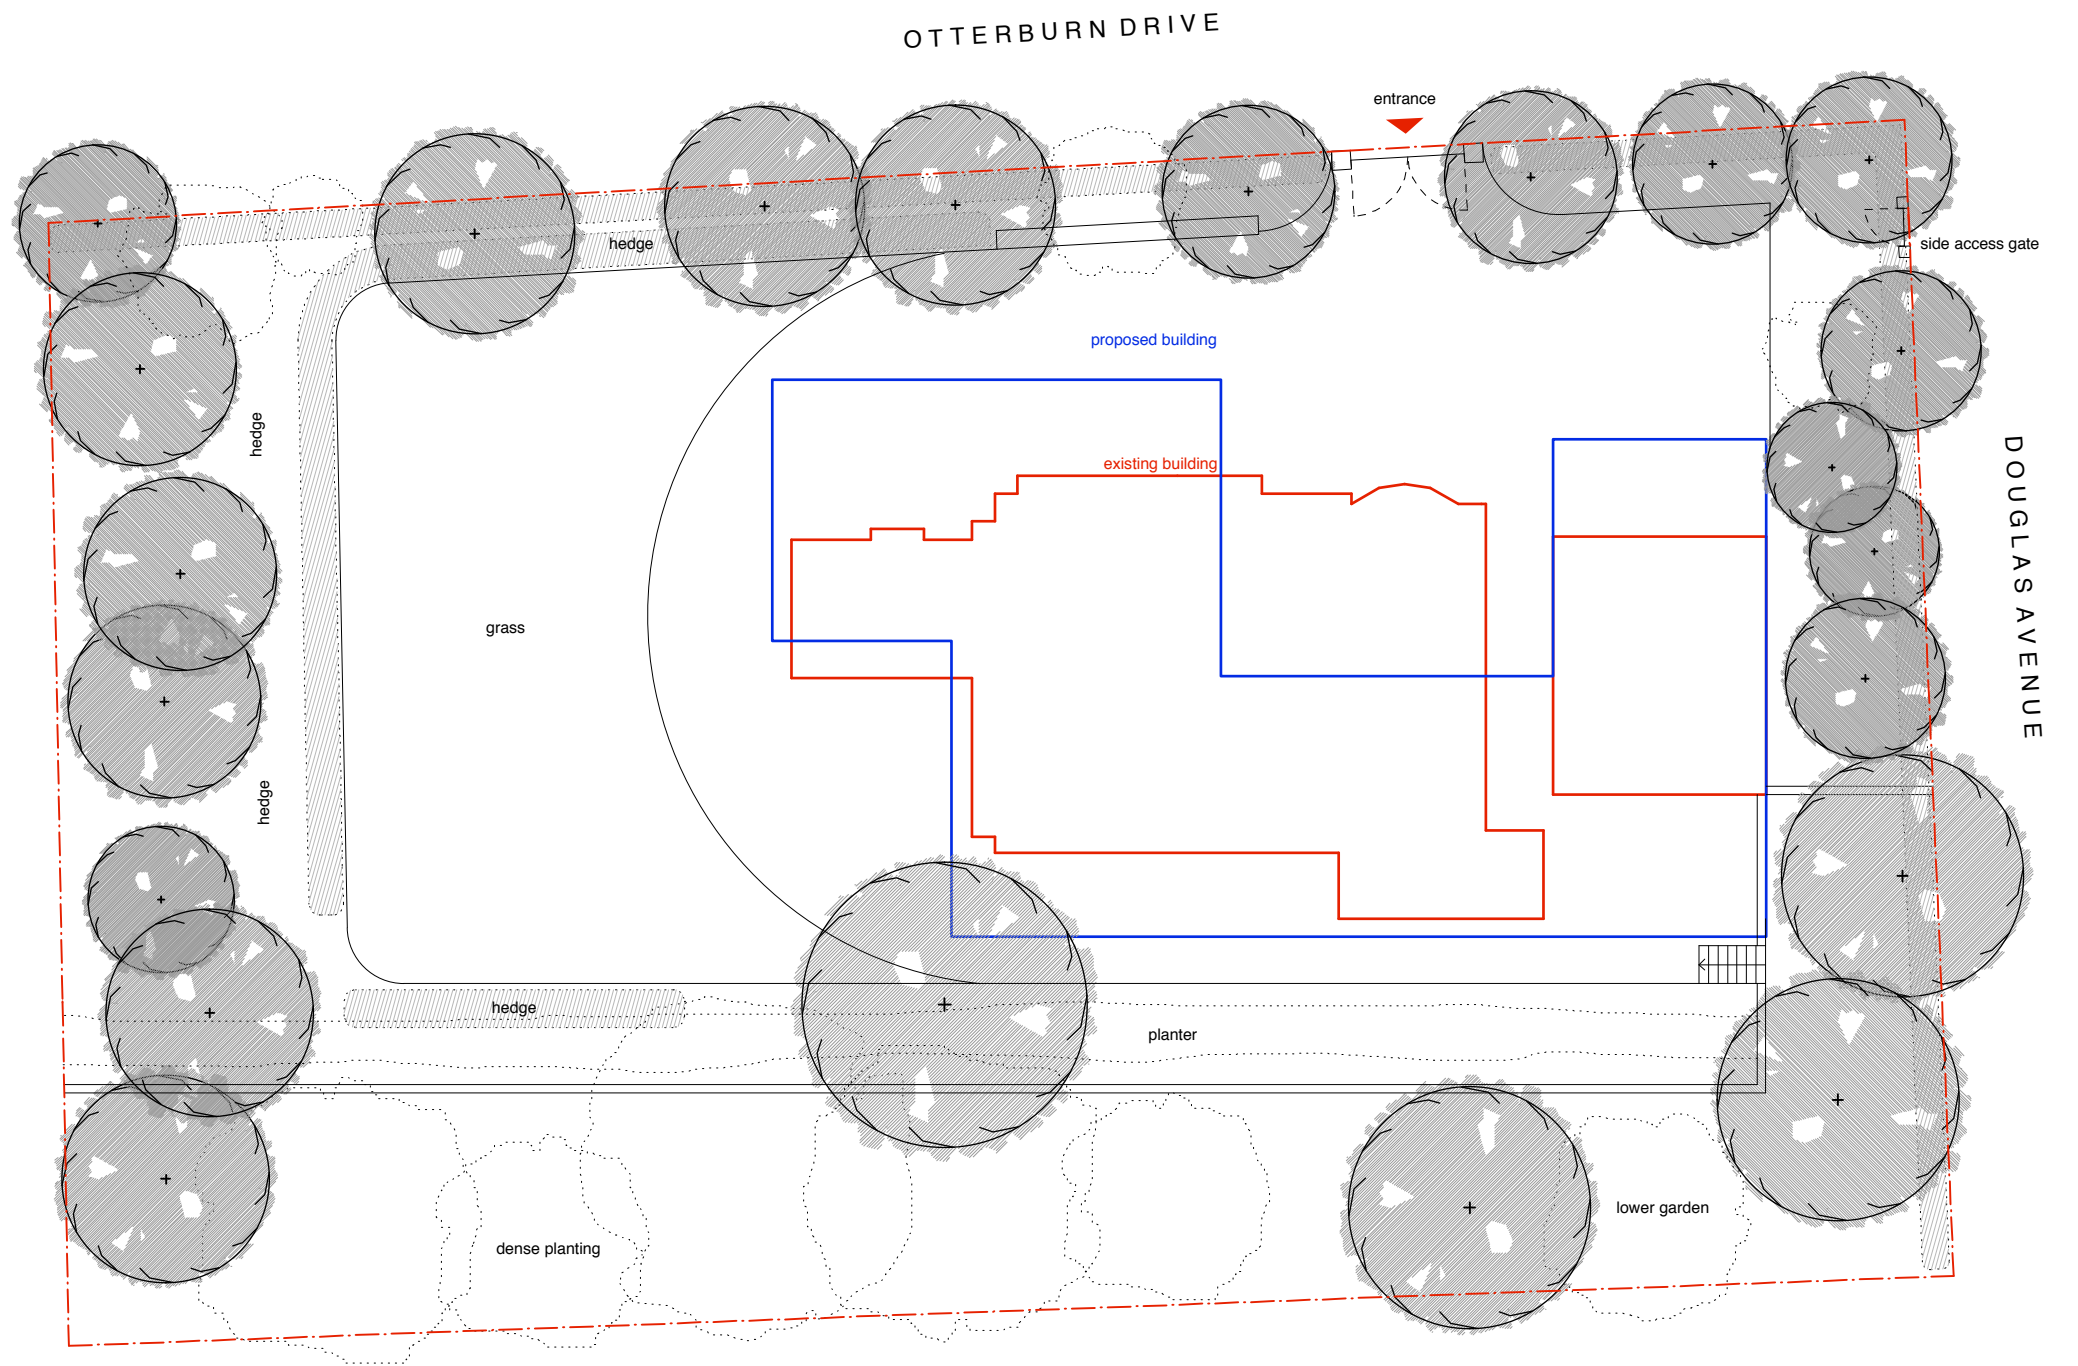 OTTERBURN DRIVE
entrance
hedge
side access gate
proposed building
hedge
existing building
DOUGLAS AVENUE
grass
hedge
hedge
planter
lower garden
dense planting